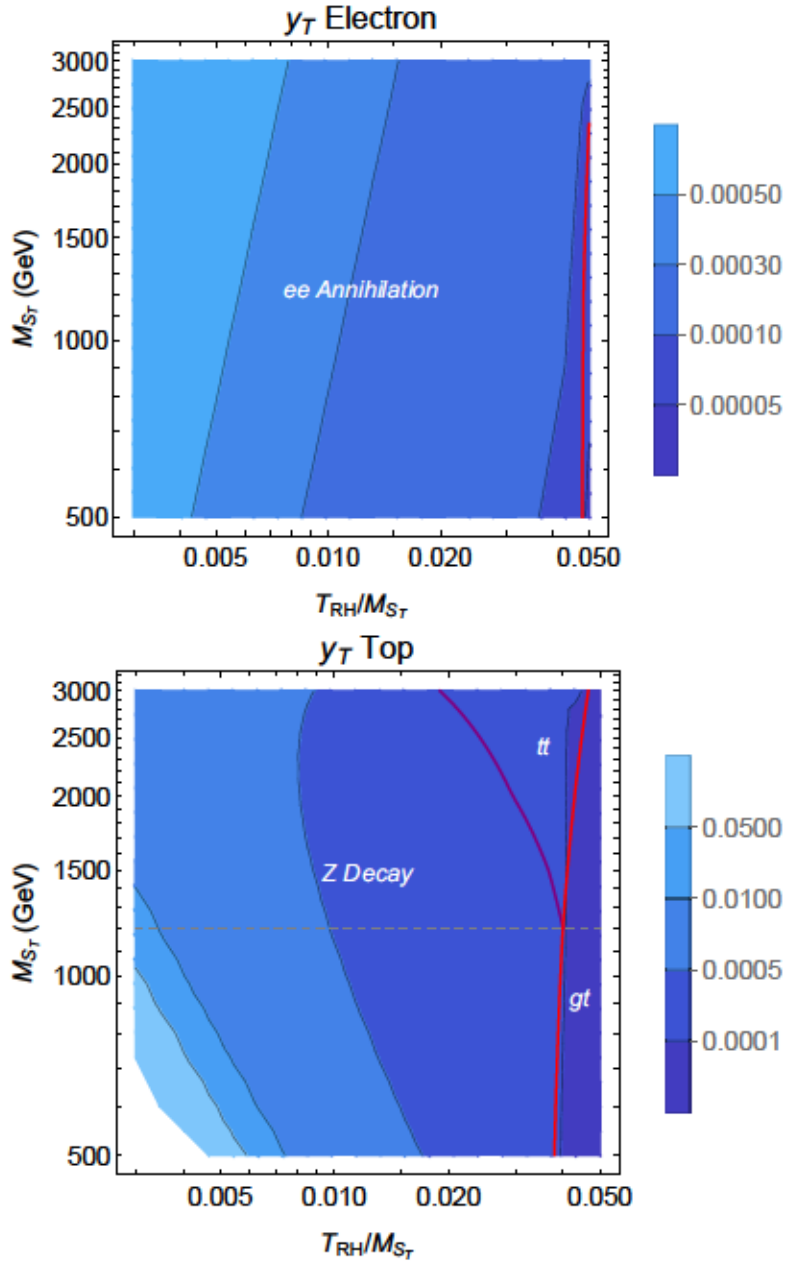 y_T Electron
3000
2500
2000
1500
1000
500
M_{S_T} (GeV)
ee Annihilation
0.005
0.010
0.020
0.050
T_RH/M_{S_T}
0.00050
0.00030
0.00010
0.00005
y_T Top
3000
2500
2000
1500
1000
500
M_{S_T} (GeV)
tt
Z Decay
gt
0.005
0.010
0.020
0.050
T_RH/M_{S_T}
0.0500
0.0100
0.0005
0.0001